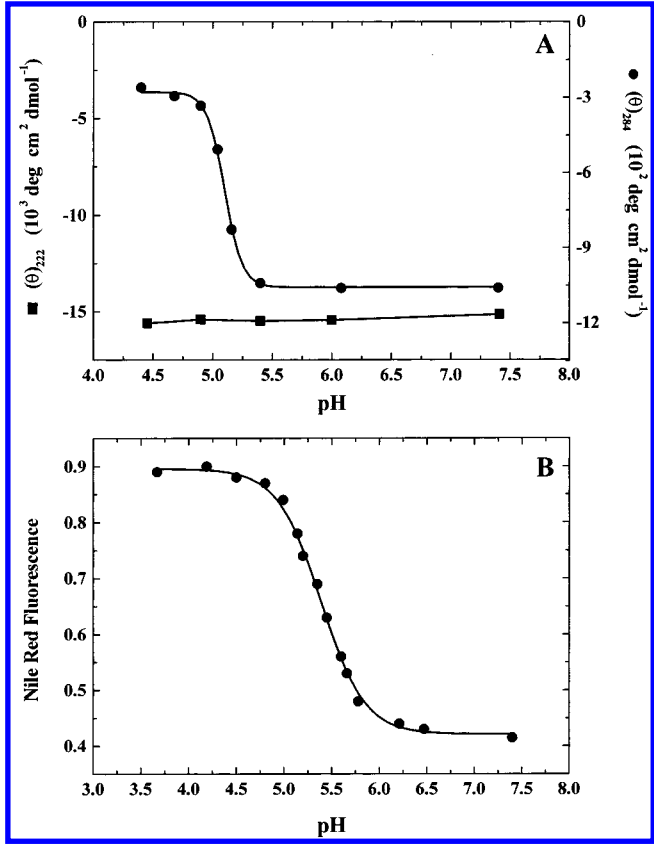 A
0
-5
-10
-15
■ (θ)222 (10³ deg cm² dmol⁻¹)
0
-3
-6
-9
-12
● (θ)284 (10² deg cm² dmol⁻¹)
4.0 4.5 5.0 5.5 6.0 6.5 7.0 7.5 8.0
pH
B
0.9
0.8
0.7
0.6
0.5
0.4
Nile Red Fluorescence
3.0 3.5 4.0 4.5 5.0 5.5 6.0 6.5 7.0 7.5 8.0
pH